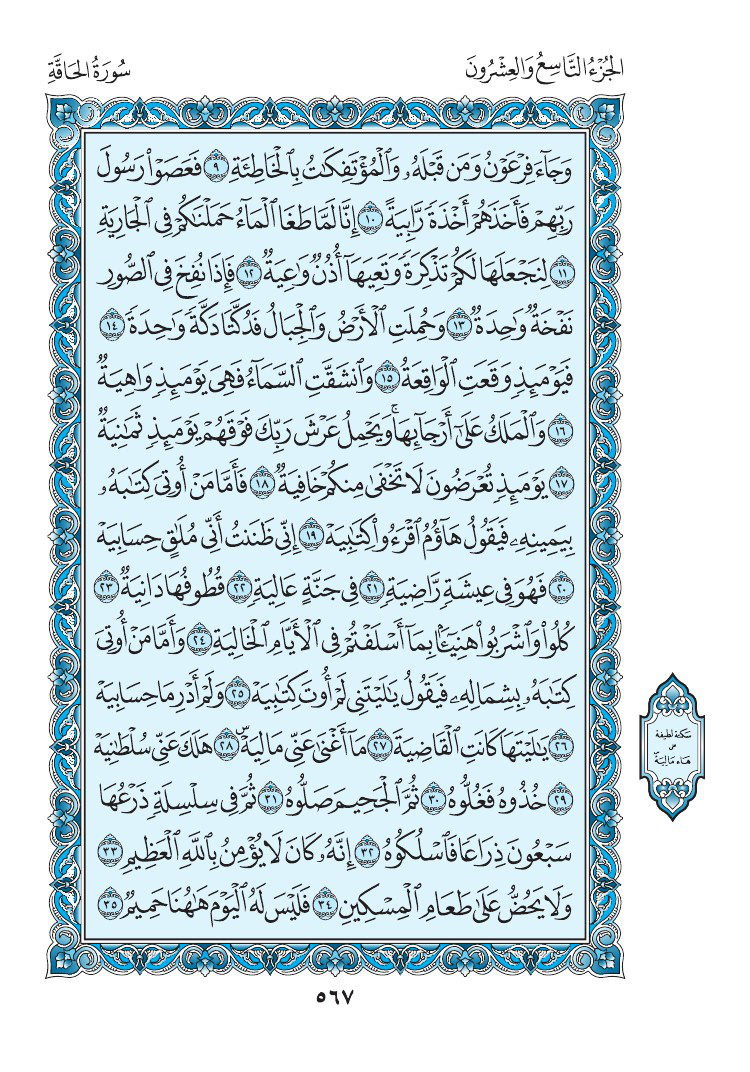 الجُزْءُ التَّاسِعُ وَالعِشْرُونَ
سُورَةُ الحَاقَّةِ
وَجَآءَ فِرْعَوْنُ وَمَن قَبْلَهُۥ وَٱلْمُؤْتَفِكَٰتُ بِٱلْخَاطِئَةِ ۝٩ فَعَصَوْا۟ رَسُولَ
رَبِّهِمْ فَأَخَذَهُمْ أَخْذَةً رَّابِيَةً ۝١٠ إِنَّا لَمَّا طَغَا ٱلْمَآءُ حَمَلْنَٰكُمْ فِى ٱلْجَارِيَةِ
۝١١ لِنَجْعَلَهَا لَكُمْ تَذْكِرَةً وَتَعِيَهَآ أُذُنٌ وَٰعِيَةٌ ۝١٢ فَإِذَا نُفِخَ فِى ٱلصُّورِ
نَفْخَةٌ وَٰحِدَةٌ ۝١٣ وَحُمِلَتِ ٱلْأَرْضُ وَٱلْجِبَالُ فَدُكَّتَا دَكَّةً وَٰحِدَةً ۝١٤
فَيَوْمَئِذٍ وَقَعَتِ ٱلْوَاقِعَةُ ۝١٥ وَٱنشَقَّتِ ٱلسَّمَآءُ فَهِىَ يَوْمَئِذٍ وَاهِيَةٌ
۝١٦ وَٱلْمَلَكُ عَلَىٰٓ أَرْجَآئِهَا ۚ وَيَحْمِلُ عَرْشَ رَبِّكَ فَوْقَهُمْ يَوْمَئِذٍ ثَمَٰنِيَةٌ
۝١٧ يَوْمَئِذٍ تُعْرَضُونَ لَا تَخْفَىٰ مِنكُمْ خَافِيَةٌ ۝١٨ فَأَمَّا مَنْ أُوتِىَ كِتَٰبَهُۥ
بِيَمِينِهِۦ فَيَقُولُ هَآؤُمُ ٱقْرَءُوا۟ كِتَٰبِيَهْ ۝١٩ إِنِّى ظَنَنتُ أَنِّى مُلَٰقٍ حِسَابِيَهْ
۝٢٠ فَهُوَ فِى عِيشَةٍ رَّاضِيَةٍ ۝٢١ فِى جَنَّةٍ عَالِيَةٍ ۝٢٢ قُطُوفُهَا دَانِيَةٌ ۝٢٣
كُلُوا۟ وَٱشْرَبُوا۟ هَنِيٓـًٔۢا بِمَآ أَسْلَفْتُمْ فِى ٱلْأَيَّامِ ٱلْخَالِيَةِ ۝٢٤ وَأَمَّا مَنْ أُوتِىَ
كِتَٰبَهُۥ بِشِمَالِهِۦ فَيَقُولُ يَٰلَيْتَنِى لَمْ أُوتَ كِتَٰبِيَهْ ۝٢٥ وَلَمْ أَدْرِ مَا حِسَابِيَهْ
۝٢٦ يَٰلَيْتَهَا كَانَتِ ٱلْقَاضِيَةَ ۝٢٧ مَآ أَغْنَىٰ عَنِّى مَالِيَهْ ۜ ۝٢٨ هَلَكَ عَنِّى سُلْطَٰنِيَهْ
۝٢٩ خُذُوهُ فَغُلُّوهُ ۝٣٠ ثُمَّ ٱلْجَحِيمَ صَلُّوهُ ۝٣١ ثُمَّ فِى سِلْسِلَةٍ ذَرْعُهَا
سَبْعُونَ ذِرَاعًا فَٱسْلُكُوهُ ۝٣٢ إِنَّهُۥ كَانَ لَا يُؤْمِنُ بِٱللَّهِ ٱلْعَظِيمِ ۝٣٣
وَلَا يَحُضُّ عَلَىٰ طَعَامِ ٱلْمِسْكِينِ ۝٣٤ فَلَيْسَ لَهُ ٱلْيَوْمَ هَٰهُنَا حَمِيمٌ ۝٣٥
سَكتة لطيفة
على
هَاء مَالِيَهْ
٥٦٧